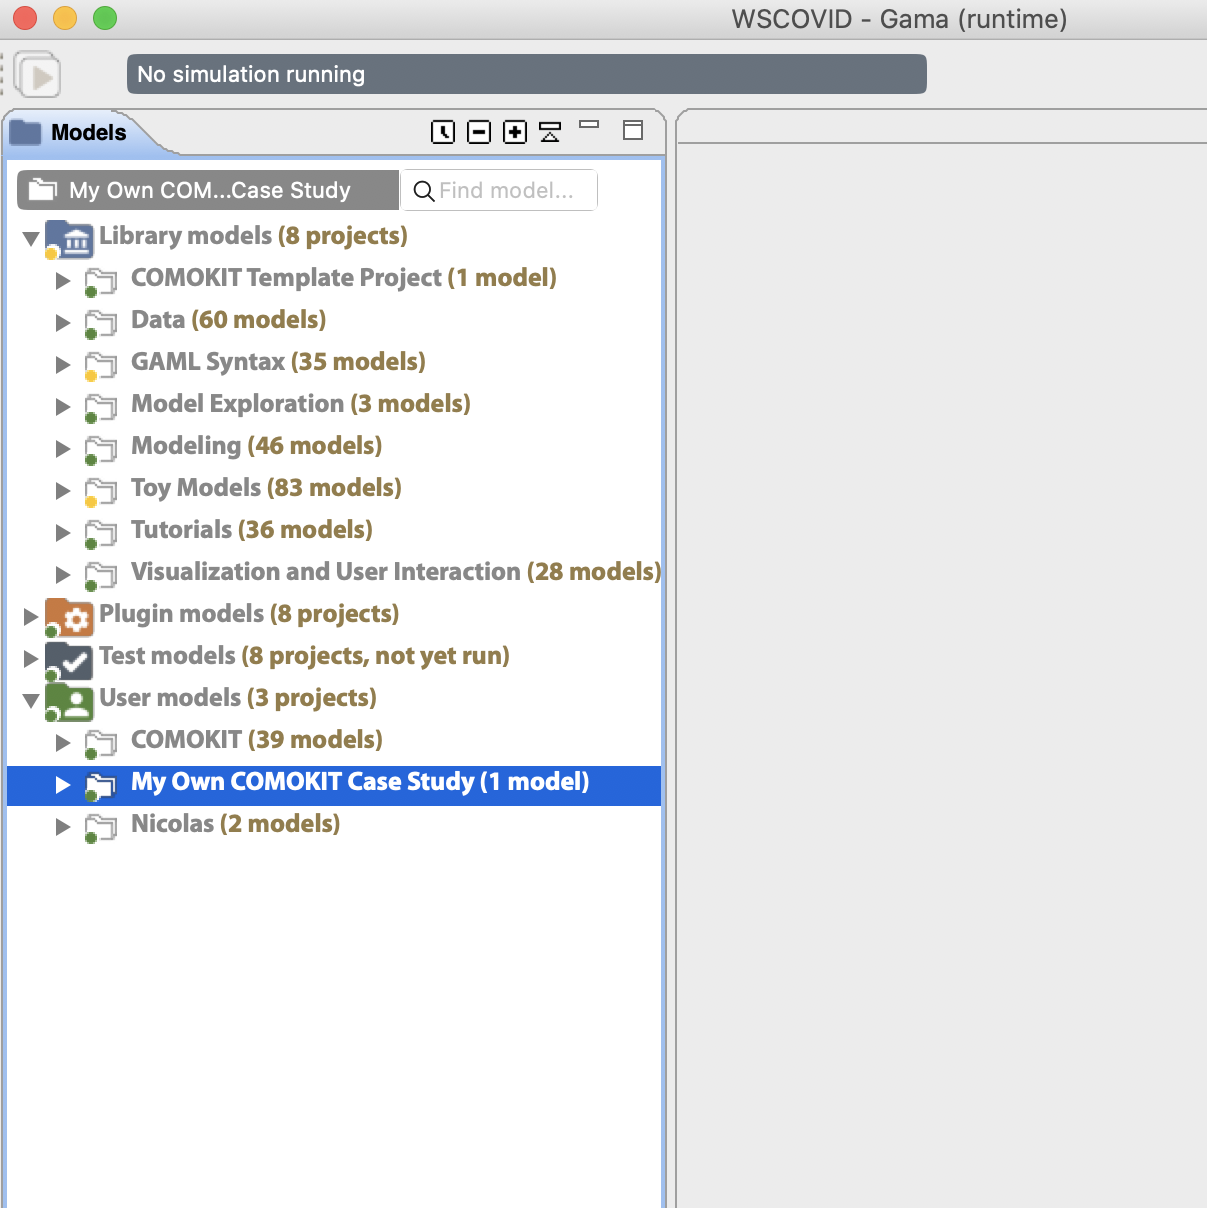 WSCOVID - Gama (runtime)
No simulation running
Models
My Own COM...Case Study
Find model...
Library models (8 projects)
COMOKIT Template Project (1 model)
Data (60 models)
GAML Syntax (35 models)
Model Exploration (3 models)
Modeling (46 models)
Toy Models (83 models)
Tutorials (36 models)
Visualization and User Interaction (28 models)
Plugin models (8 projects)
Test models (8 projects, not yet run)
User models (3 projects)
COMOKIT (39 models)
My Own COMOKIT Case Study (1 model)
Nicolas (2 models)